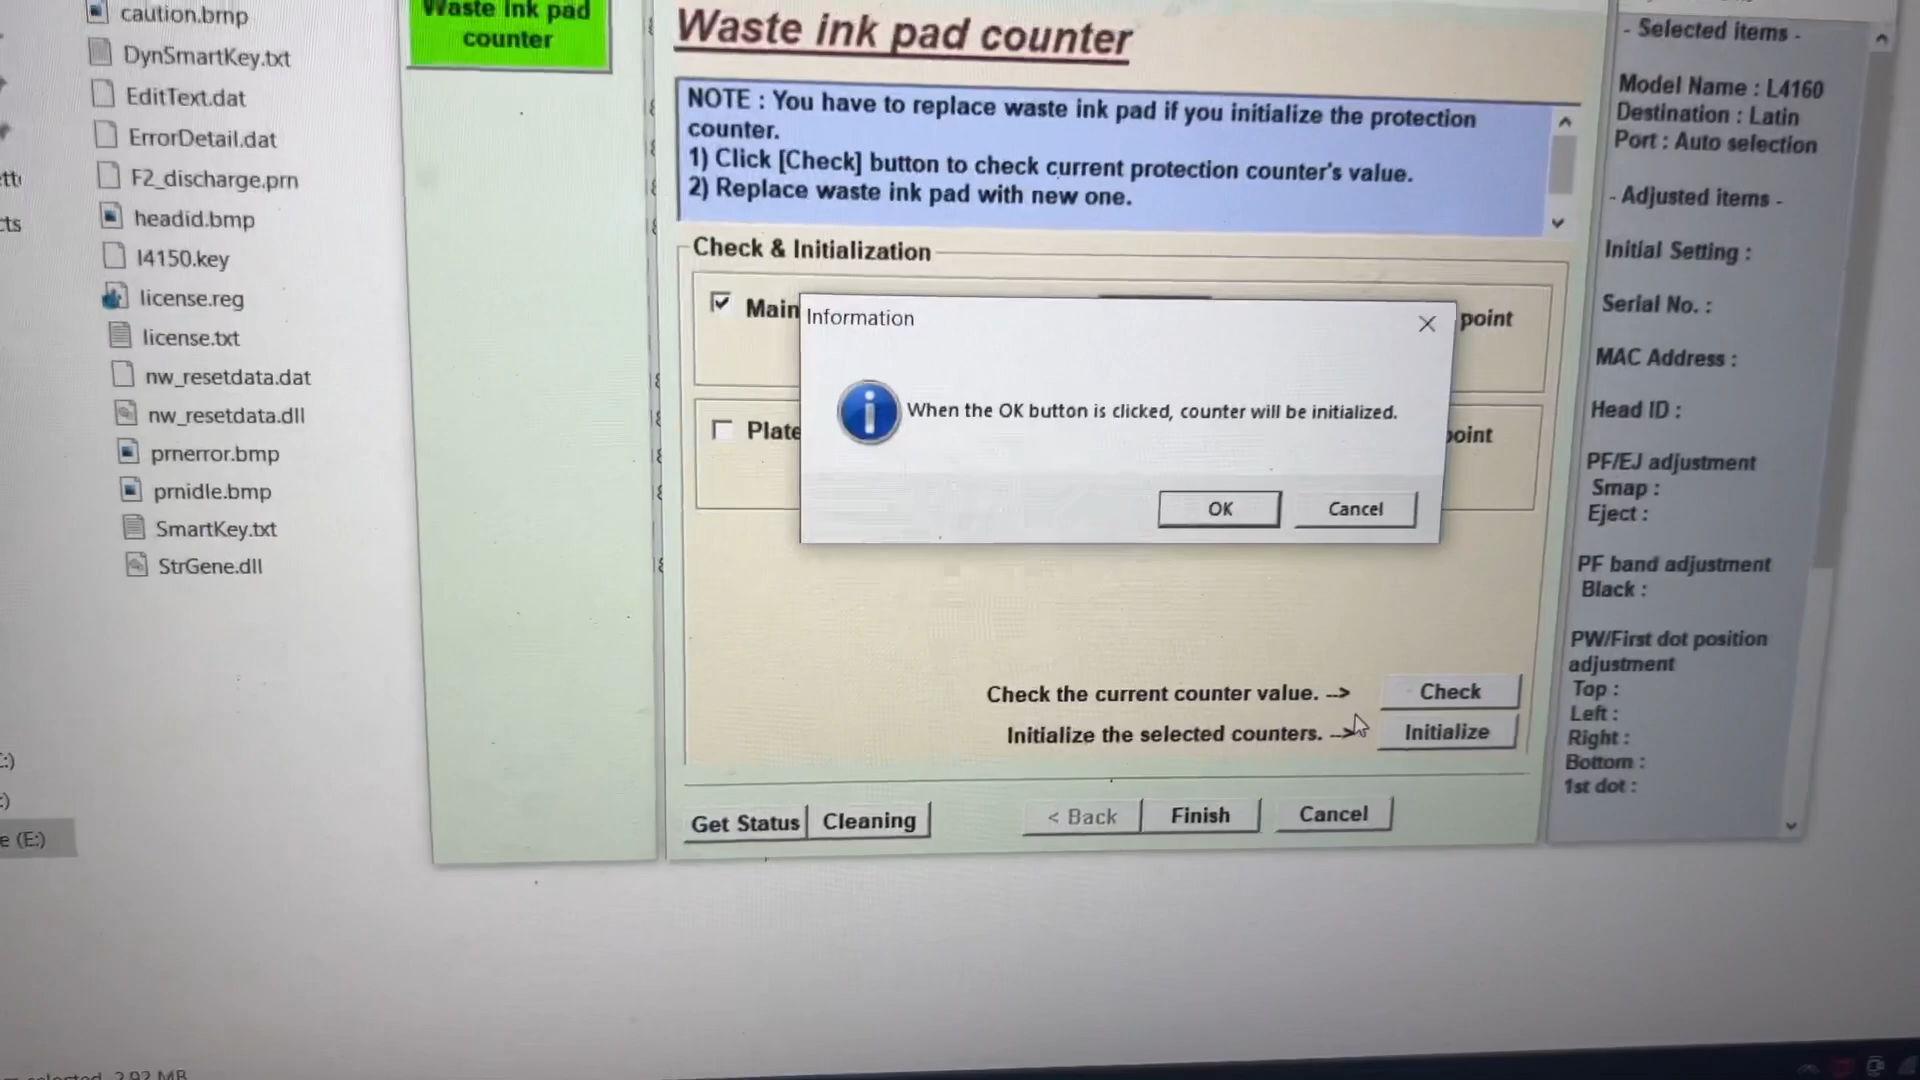 caution.bmp
DynSmartKey.txt
EditText.dat
ErrorDetail.dat
F2_discharge.prn
headid.bmp
l4150.key
license.reg
license.txt
nw_resetdata.dat
nw_resetdata.dll
prnerror.bmp
prnidle.bmp
SmartKey.txt
StrGene.dll
e (E:)
selected 2.92 MB
Waste ink pad
counter
Waste ink pad counter
NOTE : You have to replace waste ink pad if you initialize the protection
counter.
1) Click [Check] button to check current protection counter's value.
2) Replace waste ink pad with new one.
Check & Initialization
Main
point
Information
When the OK button is clicked, counter will be initialized.
OK
Cancel
Plate
point
Check the current counter value. -->
Check
Initialize the selected counters. -->
Initialize
Get Status
Cleaning
< Back
Finish
Cancel
- Selected items -
Model Name : L4160
Destination : Latin
Port : Auto selection
- Adjusted items -
Initial Setting :
Serial No. :
MAC Address :
Head ID :
PF/EJ adjustment
Smap :
Eject :
PF band adjustment
Black :
PW/First dot position
adjustment
Top :
Left :
Right :
Bottom :
1st dot :